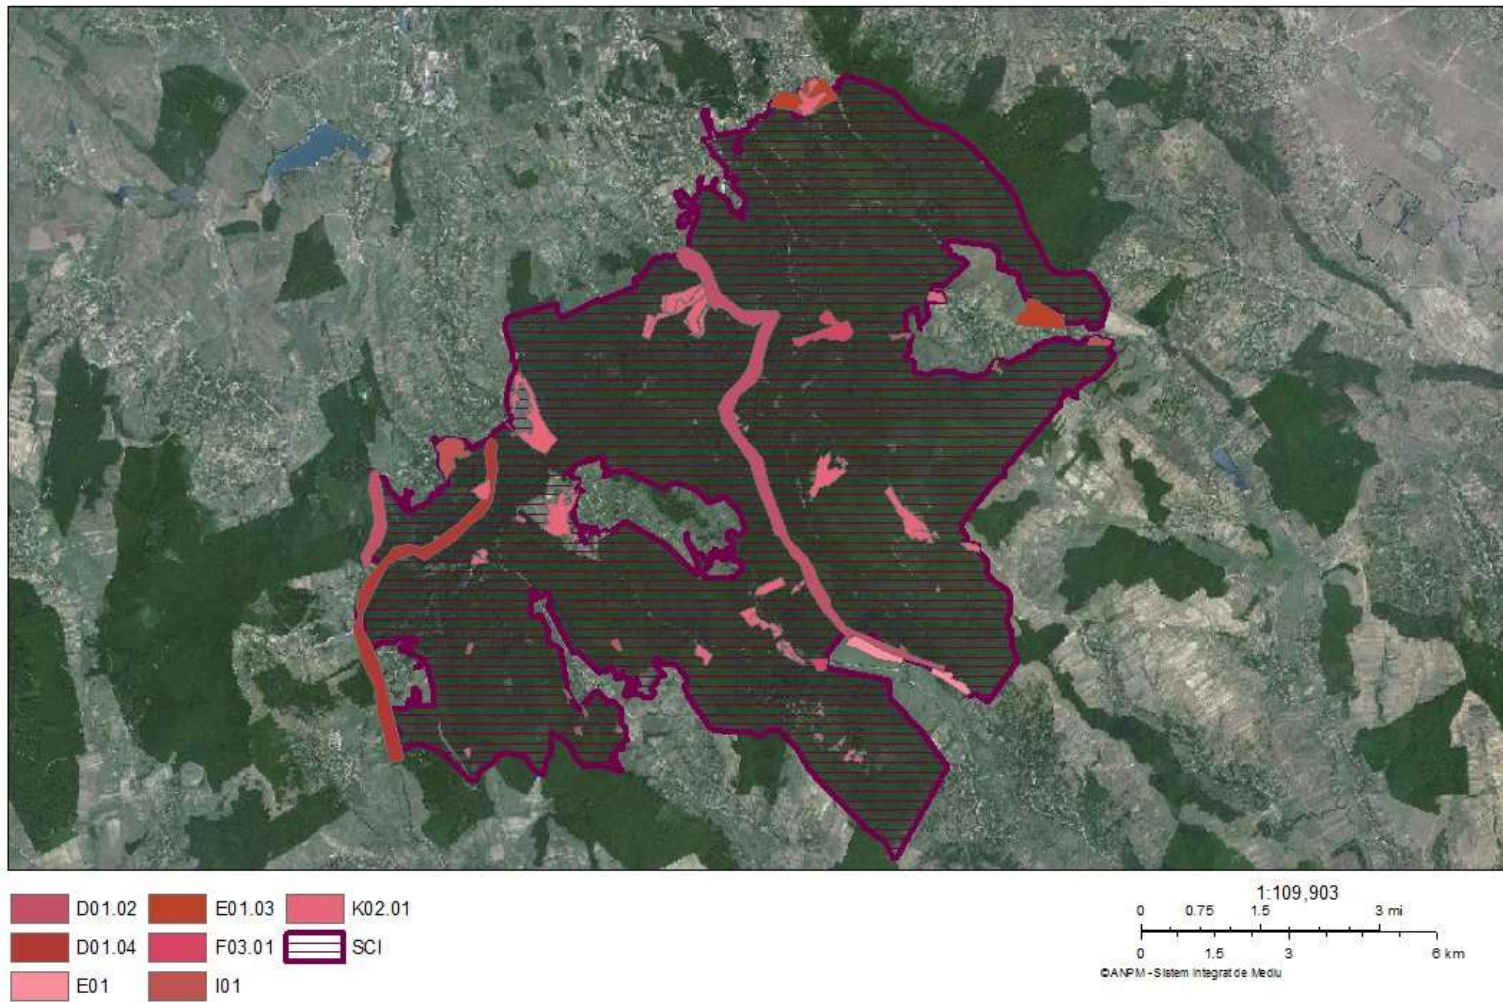 D01.02
E01.03
K02.01
D01.04
F03.01
SCI
E01
I01
1:109,903
0 0.75 1.5 3 mi
0 1.5 3 6 km
©ANPM - Sistem Integrat de Mediu